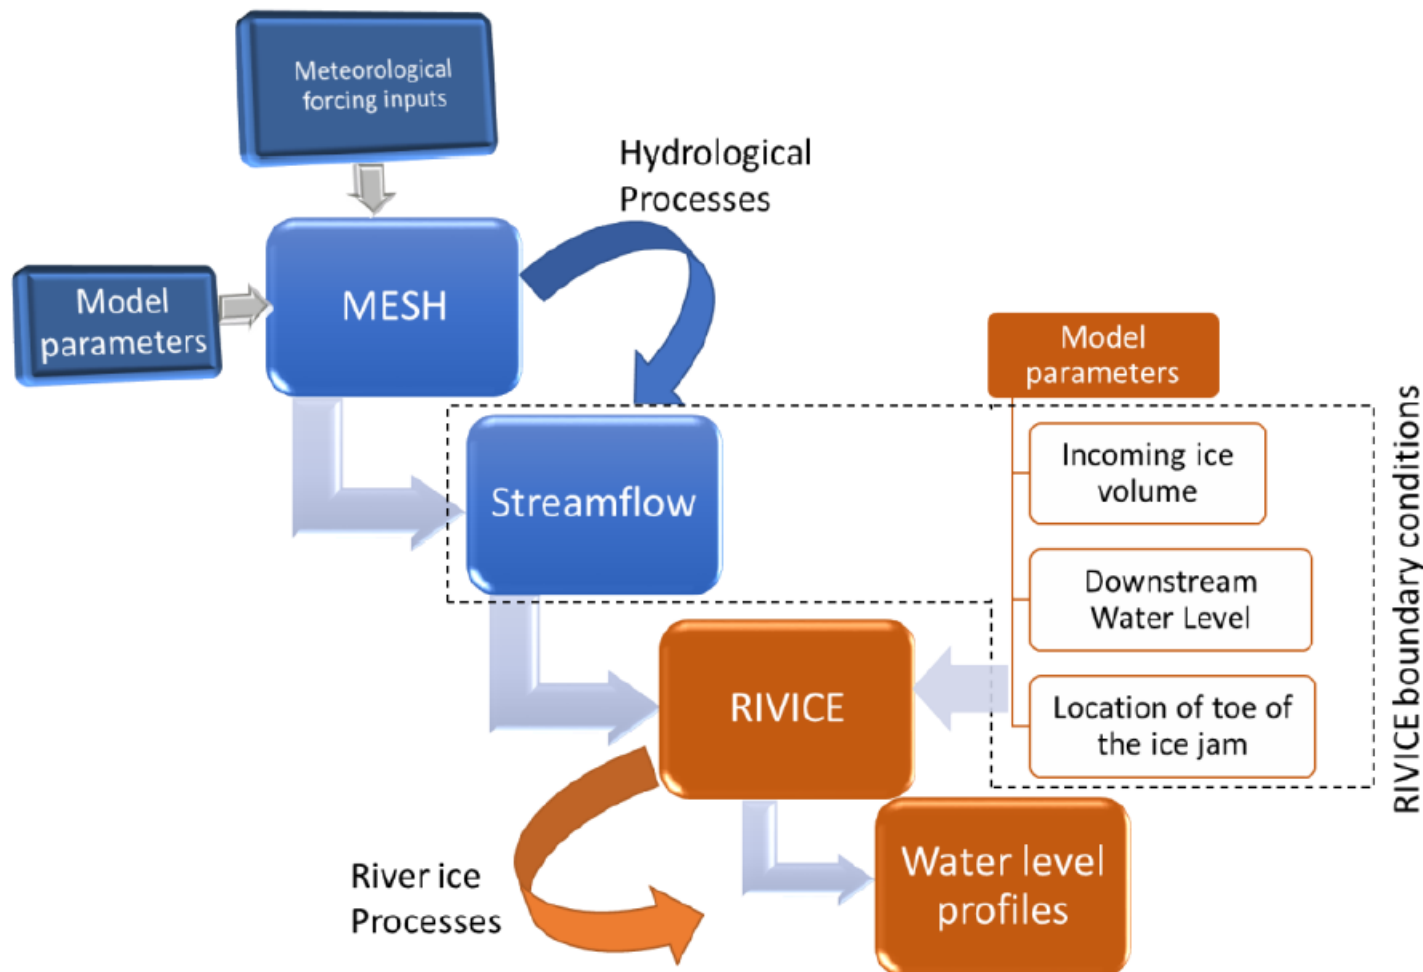 Meteorological
forcing inputs
Hydrological
Processes
Model
parameters
MESH
Model
parameters
Streamflow
Incoming ice
volume
Downstream
Water Level
Location of toe of
the ice jam
RIVICE boundary conditions
RIVICE
River ice
Processes
Water level
profiles